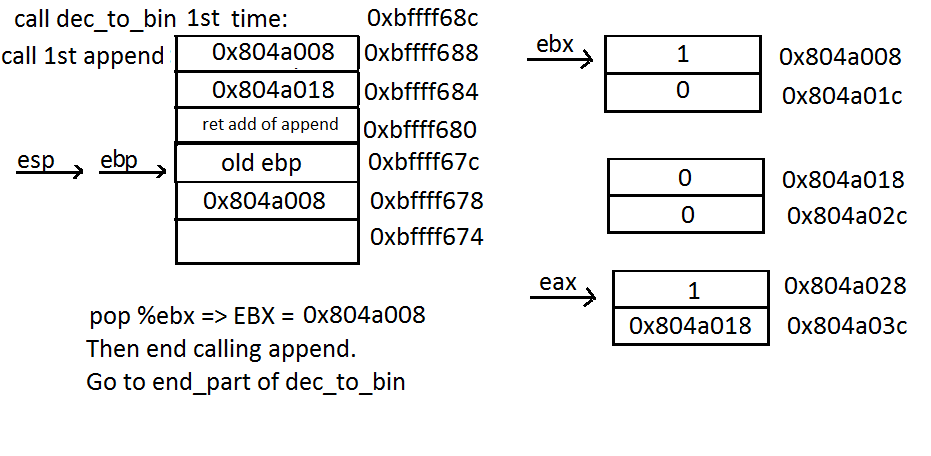 call dec_to_bin 1st time: 0xbffff68c
call 1st append 0x804a008 0xbffff688
0x804a018 0xbffff684
ret add of append 0xbffff680
esp ebp old ebp 0xbffff67c
0x804a008 0xbffff678
0xbffff674
ebx 1 0x804a008
0 0x804a01c
0 0x804a018
0 0x804a02c
eax 1 0x804a028
0x804a018 0x804a03c
pop %ebx => EBX = 0x804a008
Then end calling append.
Go to end_part of dec_to_bin